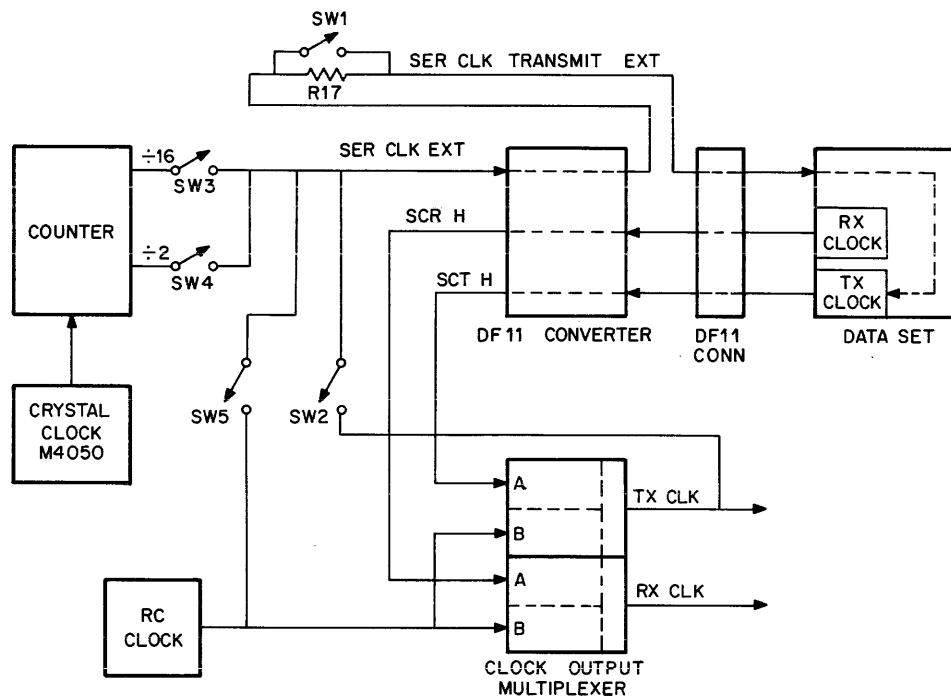 SW1
SER CLK TRANSMIT EXT
R17
÷16
SW3
SER CLK EXT
COUNTER
÷2
SW4
SCR H
SCT H
RX
CLOCK
TX
CLOCK
DF11 CONVERTER
DF11
CONN
DATA SET
CRYSTAL
CLOCK
M4050
SW5
SW2
A
B
TX CLK
A
B
RX CLK
RC
CLOCK
CLOCK OUTPUT
MULTIPLEXER